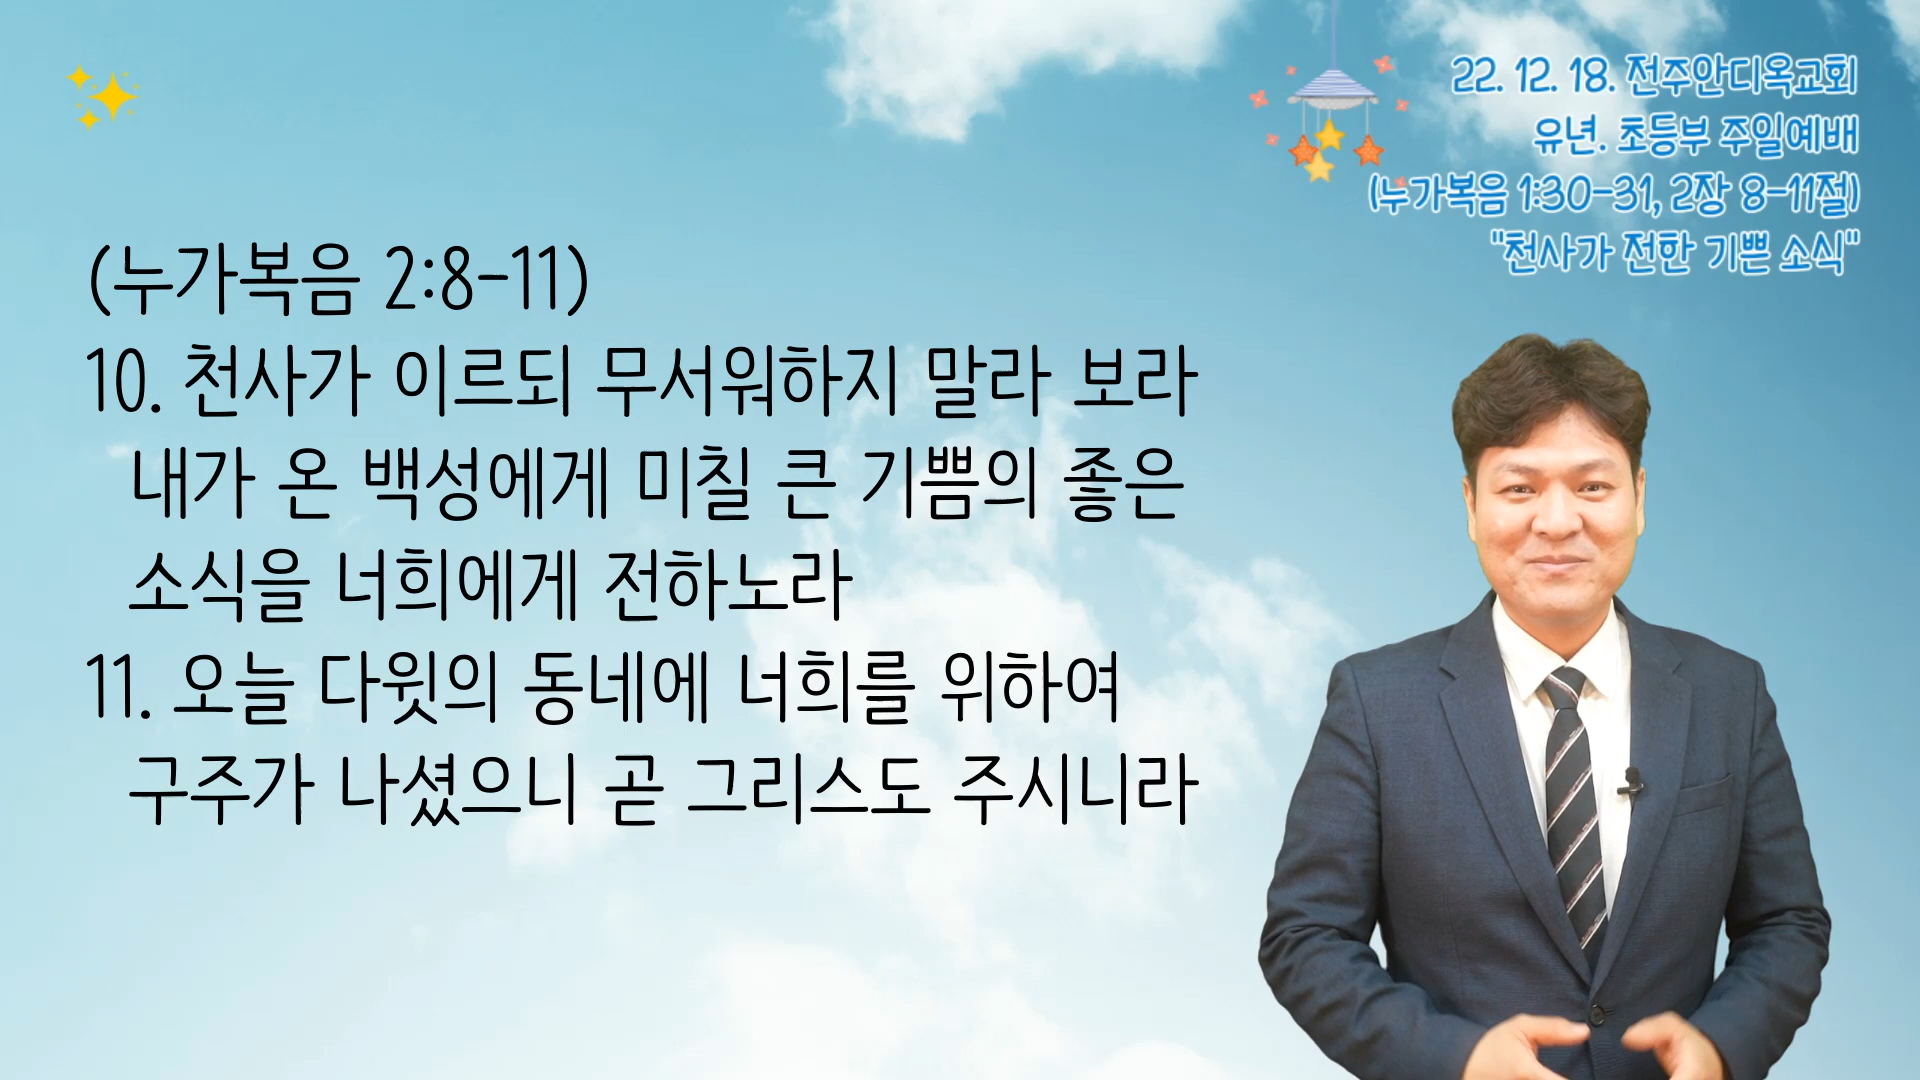 22. 12. 18. 전주안디옥교회
유년. 초등부 주일예배
(누가복음 1:30-31, 2장 8-11절)
"천사가 전한 기쁜 소식"
(누가복음 2:8-11)
10. 천사가 이르되 무서워하지 말라 보라
내가 온 백성에게 미칠 큰 기쁨의 좋은
소식을 너희에게 전하노라
11. 오늘 다윗의 동네에 너희를 위하여
구주가 나셨으니 곧 그리스도 주시니라